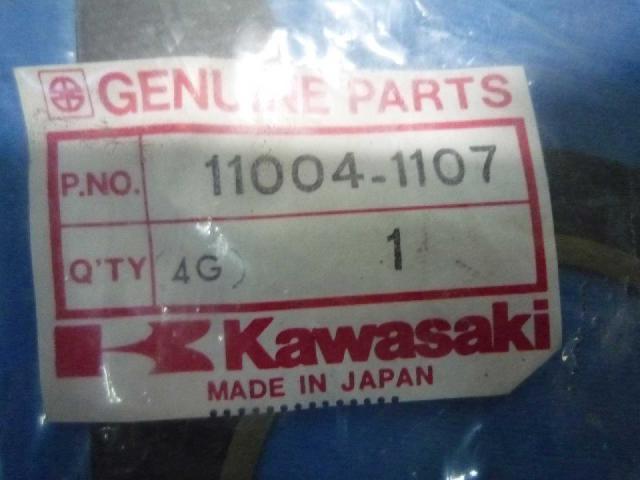 GENUINE PARTS
P.NO. 11004-1107
Q'TY (4G) 1
Kawasaki
MADE IN JAPAN